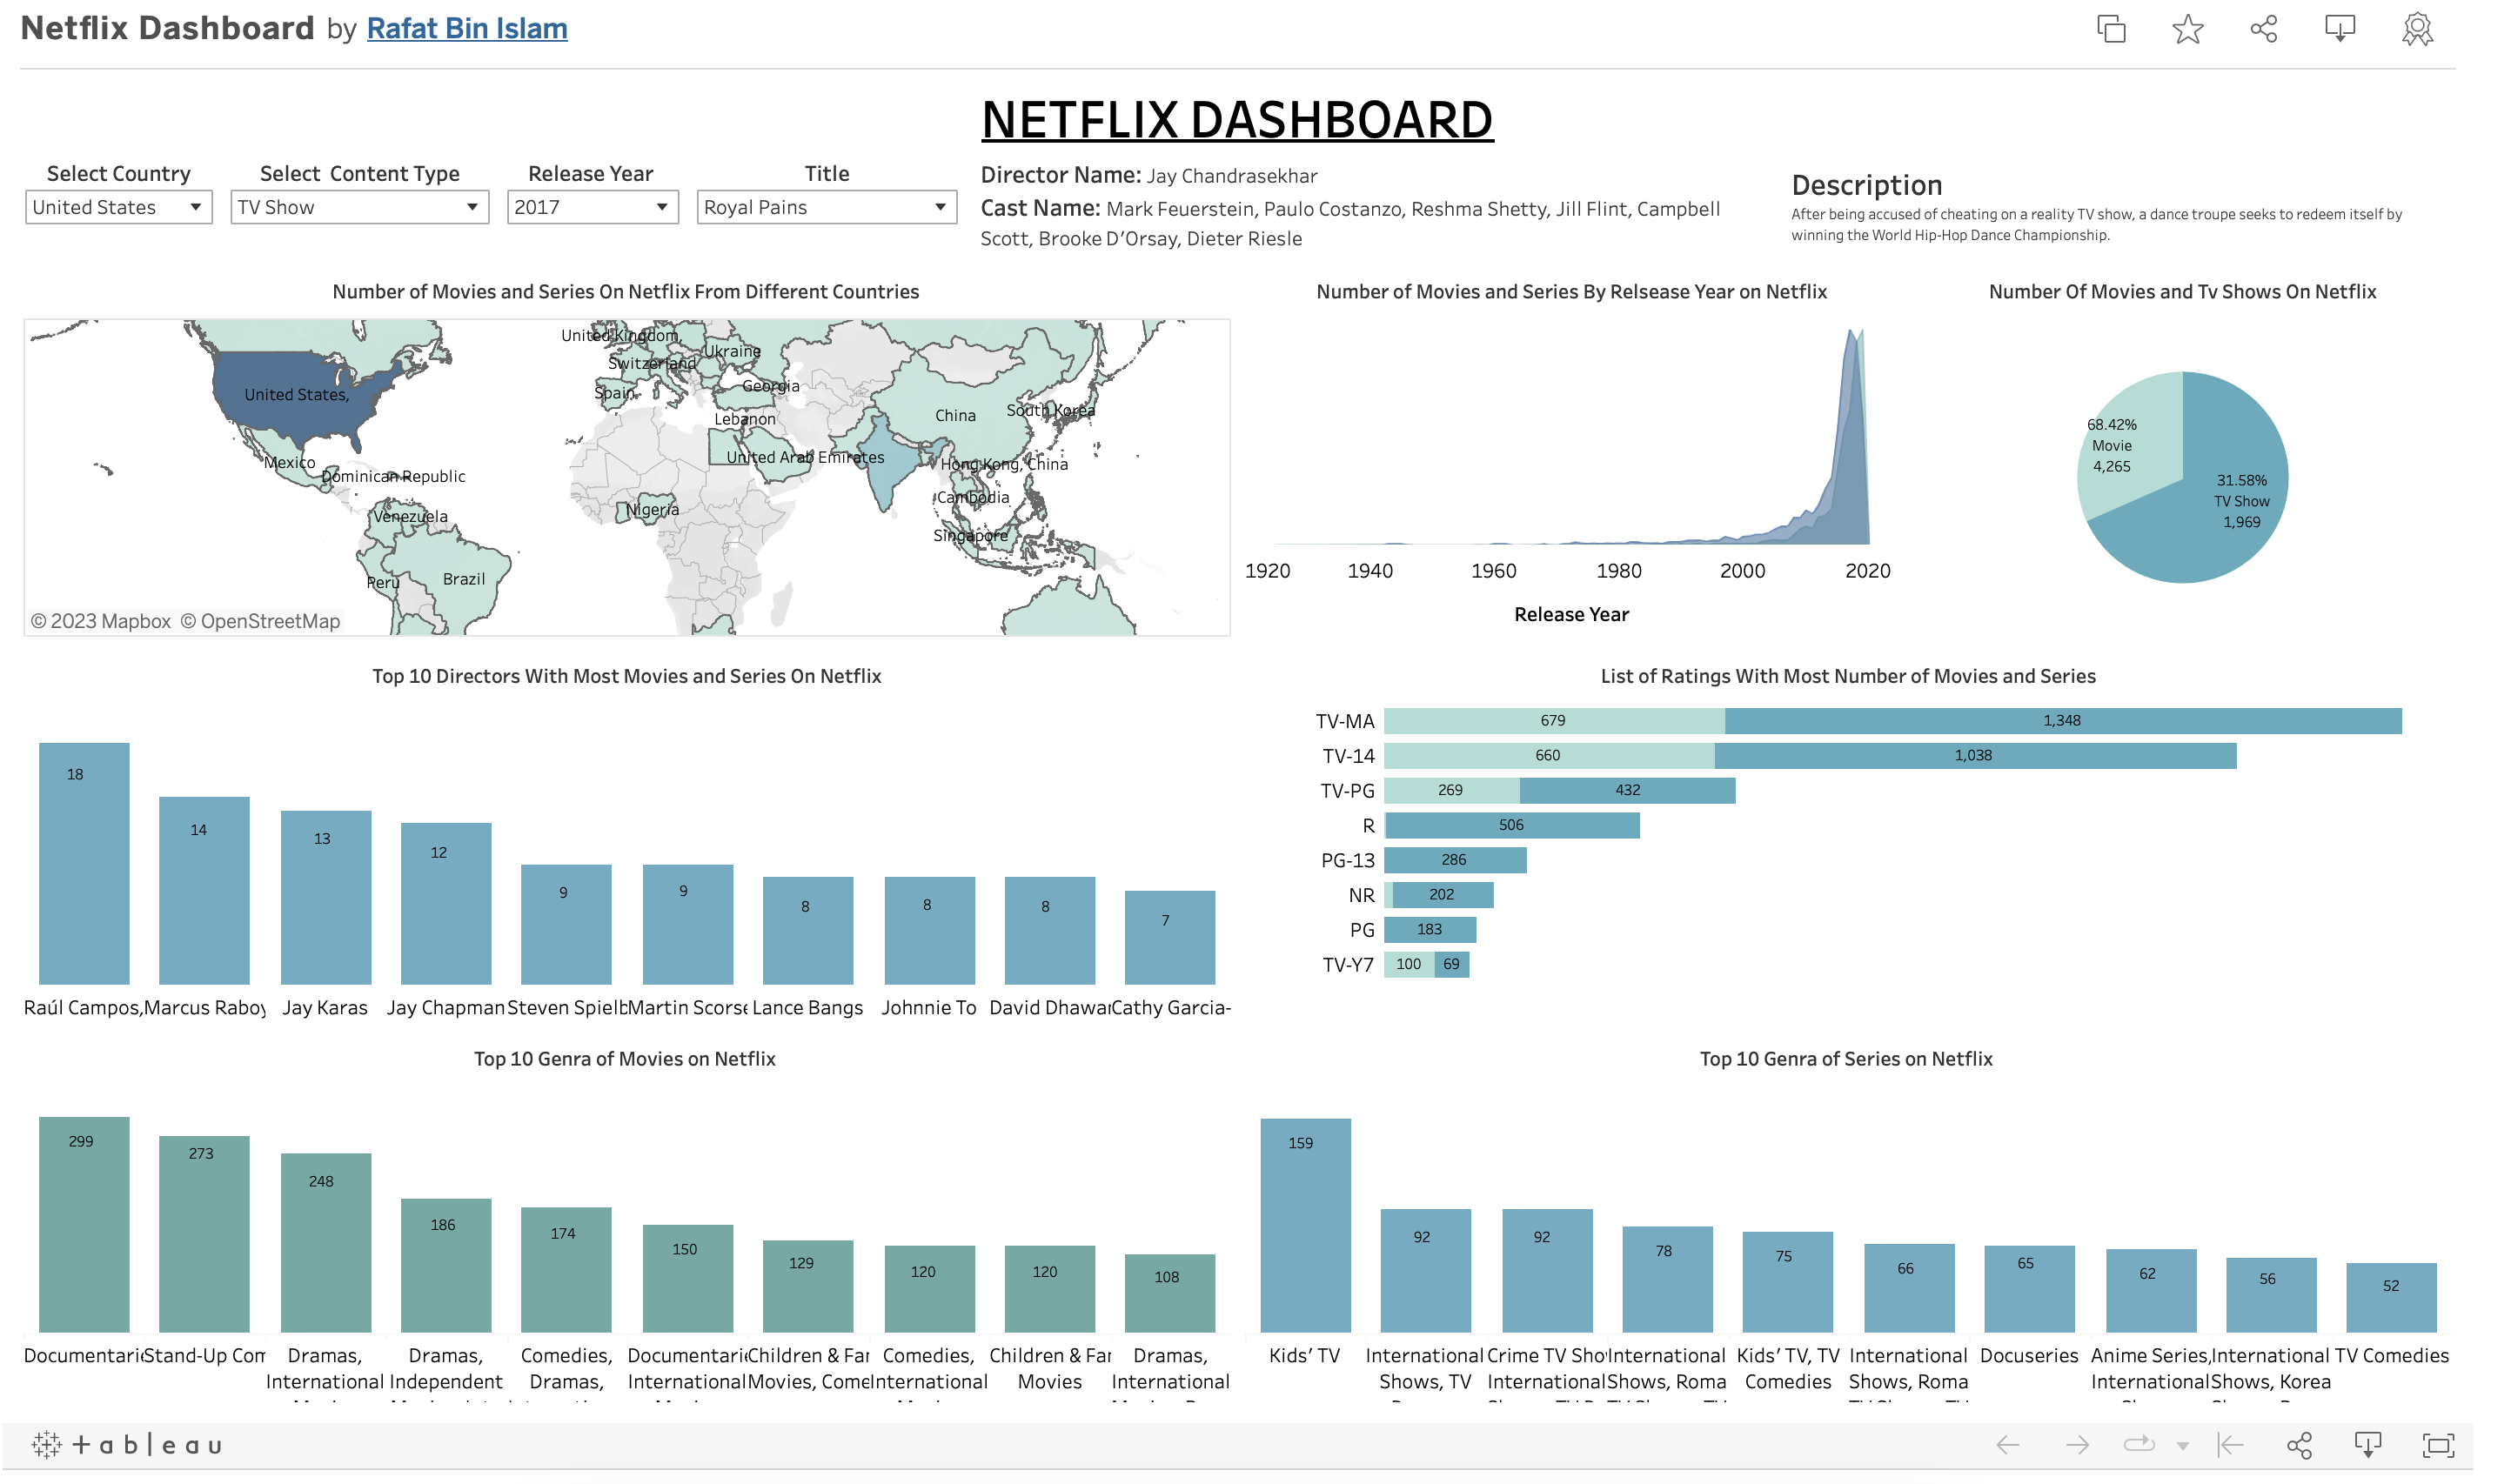 Netflix Dashboard by Rafat Bin Islam
NETFLIX DASHBOARD
Select Country
Select Content Type
Release Year
Title
United States
TV Show
2017
Royal Pains
Director Name: Jay Chandrasekhar
Cast Name: Mark Feuerstein, Paulo Costanzo, Reshma Shetty, Jill Flint, Campbell
Scott, Brooke D’Orsay, Dieter Riesle
Description
After being accused of cheating on a reality TV show, a dance troupe seeks to redeem itself by
winning the World Hip-Hop Dance Championship.
Number of Movies and Series On Netflix From Different Countries
United Kingdom,
Ukraine
Switzerland
Georgia
Spain,
United States,
Lebanon
China
South Korea
Mexico
Dominican Republic
United Arab Emirates
Hong Kong, China
Cambodia
Nigeria
Venezuela
Singapore
Peru
Brazil
© 2023 Mapbox © OpenStreetMap
Number of Movies and Series By Relsease Year on Netflix
1920
1940
1960
1980
2000
2020
Release Year
Number Of Movies and Tv Shows On Netflix
68.42%
Movie
4,265
31.58%
TV Show
1,969
Top 10 Directors With Most Movies and Series On Netflix
18
14
13
12
9
9
8
8
8
7
Raúl Campos,
Marcus Raboy
Jay Karas
Jay Chapman
Steven Spielb
Martin Scorse
Lance Bangs
Johnnie To
David Dhawan
Cathy Garcia-
List of Ratings With Most Number of Movies and Series
TV-MA 679 1,348
TV-14 660 1,038
TV-PG 269 432
R 506
PG-13 286
NR 202
PG 183
TV-Y7 100 69
Top 10 Genra of Movies on Netflix
299
273
248
186
174
150
129
120
120
108
Documentarie
Stand-Up Com
Dramas,
International
Dramas,
Independent
Comedies,
Dramas,
Documentarie
International
Children & Far
Movies, Come
Comedies,
International
Children & Far
Movies
Dramas,
International
Top 10 Genra of Series on Netflix
159
92
92
78
75
66
65
62
56
52
Kids’ TV
International
Shows, TV
Crime TV Sho
International
International
Shows, Roma
Kids’ TV, TV
Comedies
International
Shows, Roma
Docuseries
Anime Series,
International
International
Shows, Korea
TV Comedies
+ a b l e a u